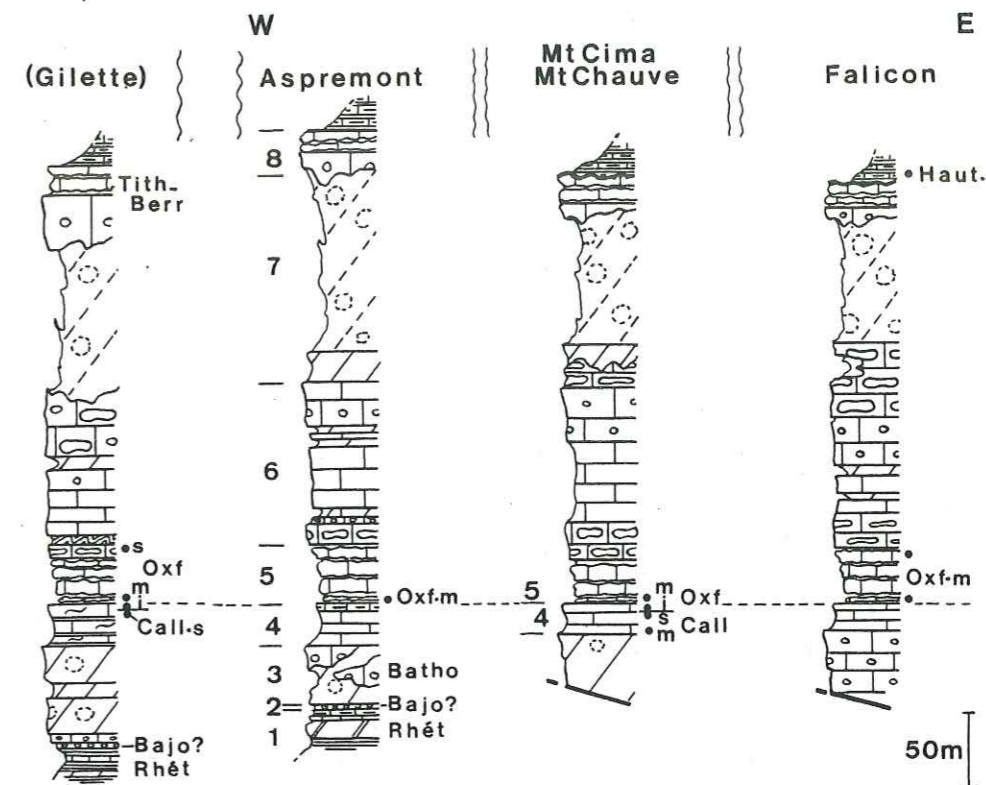 W
E
(Gilette)
Aspremont
Mt Cima
Mt Chauve
Falicon
Tith-
Berr
s
Oxf
m
i
Call-s
Bajo?
Rhét
8
7
6
5
4
3
2
1
Oxf-m
Batho
Bajo?
Rhét
5
4
m
i
Oxf
s
m
Call
Haut.
Oxf-m
50m